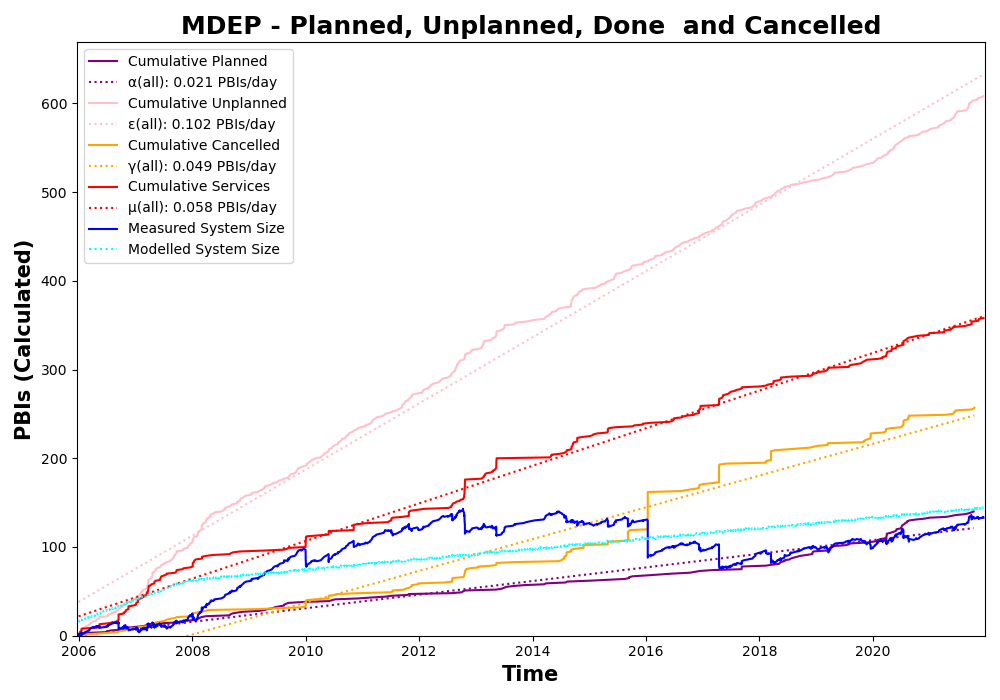 MDEP - Planned, Unplanned, Done  and Cancelled
Cumulative Planned
α(all): 0.021 PBIs/day
Cumulative Unplanned
ε(all): 0.102 PBIs/day
Cumulative Cancelled
γ(all): 0.049 PBIs/day
Cumulative Services
μ(all): 0.058 PBIs/day
Measured System Size
Modelled System Size
PBIs (Calculated)
600
500
400
300
200
100
0
2006 2008 2010 2012 2014 2016 2018 2020
Time